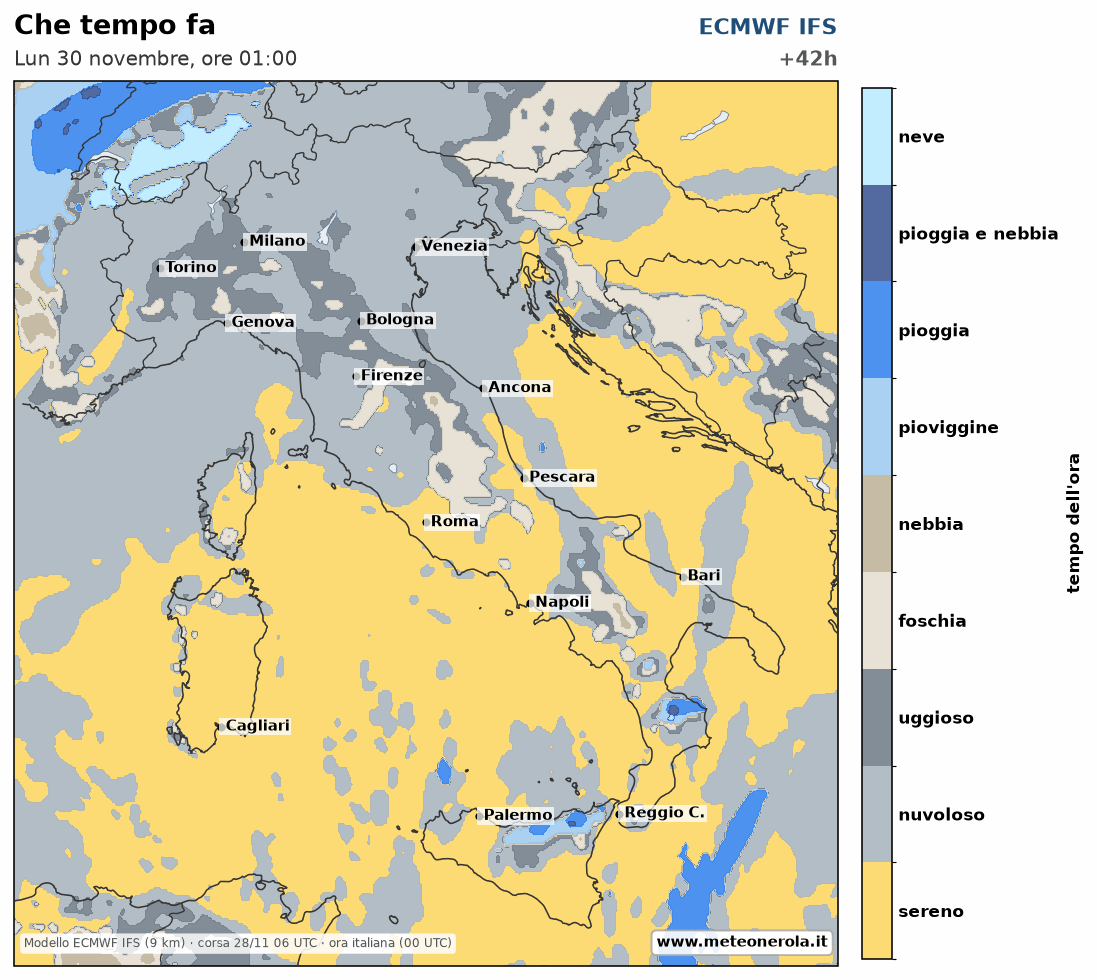 Che tempo fa
ECMWF IFS
Lun 30 novembre, ore 01:00
+42h
Milano
Venezia
Torino
Genova
Bologna
Firenze
Ancona
Pescara
Roma
Bari
Napoli
Cagliari
Palermo
Reggio C.
neve
pioggia e nebbia
pioggia
pioviggine
nebbia
foschia
uggioso
nuvoloso
sereno
tempo dell'ora
Modello ECMWF IFS (9 km) · corsa 28/11 06 UTC · ora italiana (00 UTC)
www.meteonerola.it